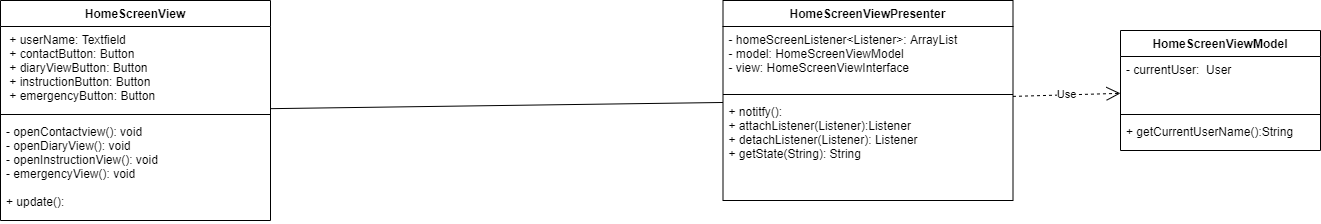 HomeScreenView
+ userName: Textfield
+ contactButton: Button
+ diaryViewButton: Button
+ instructionButton: Button
+ emergencyButton: Button
- openContactview(): void
- openDiaryView(): void
- openInstructionView(): void
- emergencyView(): void
+ update():
HomeScreenViewPresenter
- homeScreenListener<Listener>: ArrayList
- model: HomeScreenViewModel
- view: HomeScreenViewInterface
+ notitfy():
+ attachListener(Listener):Listener
+ detachListener(Listener): Listener
+ getState(String): String
Use
HomeScreenViewModel
- currentUser: User
+ getCurrentUserName():String